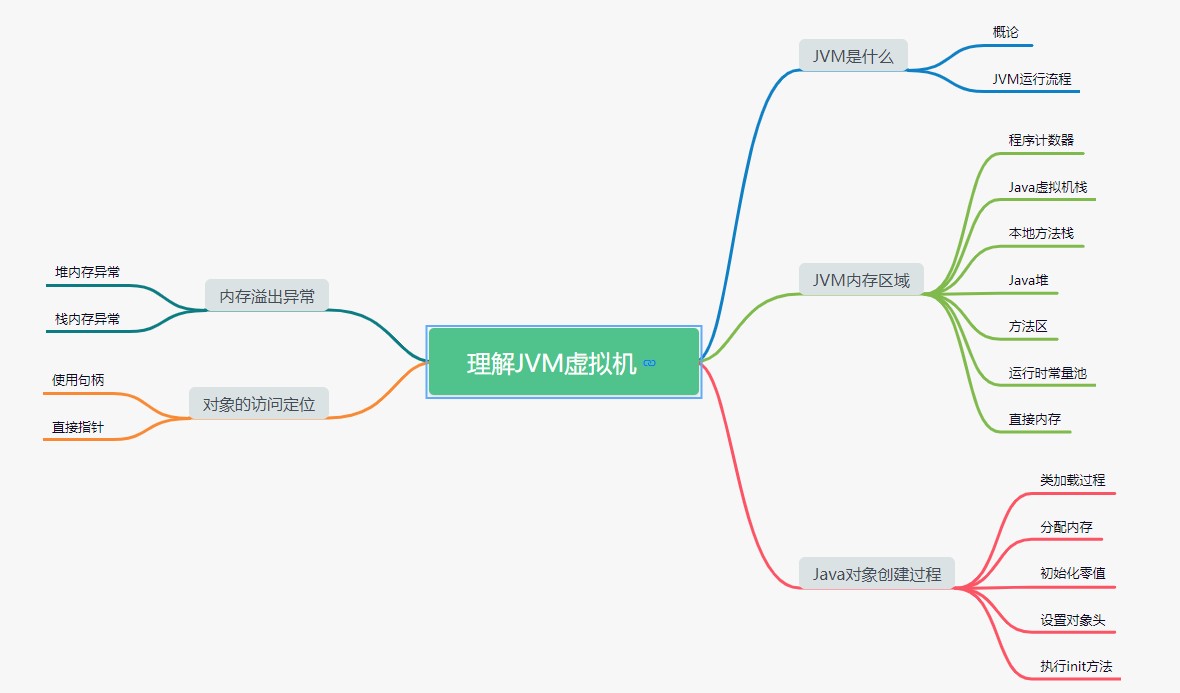 理解JVM虚拟机
JVM是什么
概论
JVM运行流程
JVM内存区域
程序计数器
Java虚拟机栈
本地方法栈
Java堆
方法区
运行时常量池
直接内存
Java对象创建过程
类加载过程
分配内存
初始化零值
设置对象头
执行init方法
内存溢出异常
堆内存异常
栈内存异常
对象的访问定位
使用句柄
直接指针